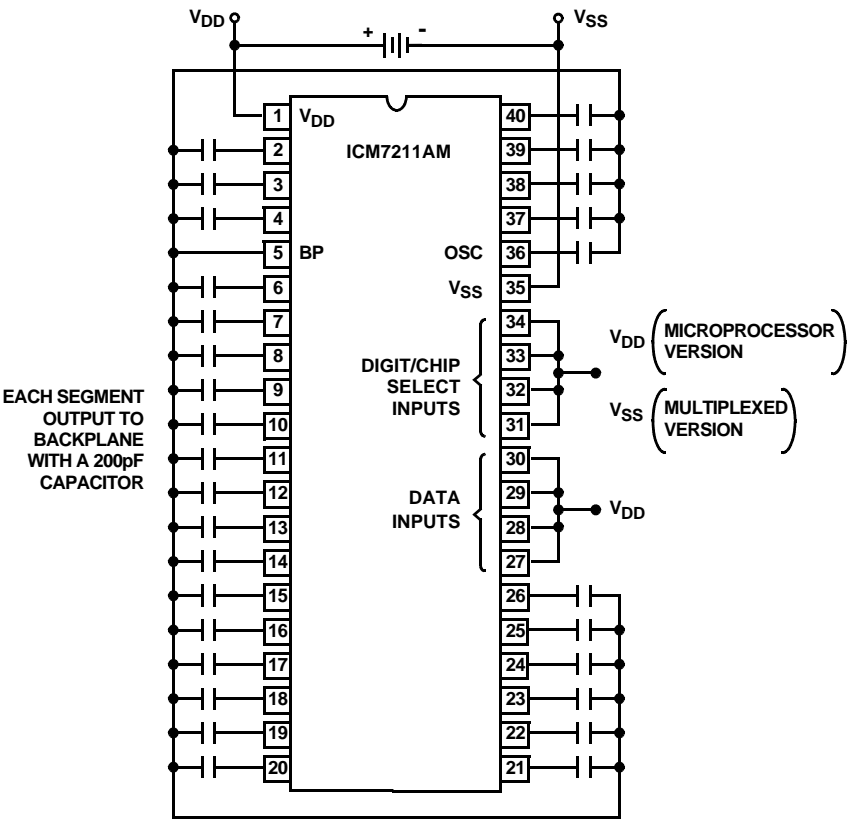 VDD
+
-
VSS
1
VDD
40
2
ICM7211AM
39
3
38
4
37
5
BP
OSC
36
6
VSS
35
7
34
8
33
9
32
10
31
DIGIT/CHIP
SELECT
INPUTS
VDD (MICROPROCESSOR
VERSION)
VSS (MULTIPLEXED
VERSION)
EACH SEGMENT
OUTPUT TO
BACKPLANE
WITH A 200pF
CAPACITOR
11
30
12
29
13
28
14
27
DATA
INPUTS
VDD
15
26
16
25
17
24
18
23
19
22
20
21